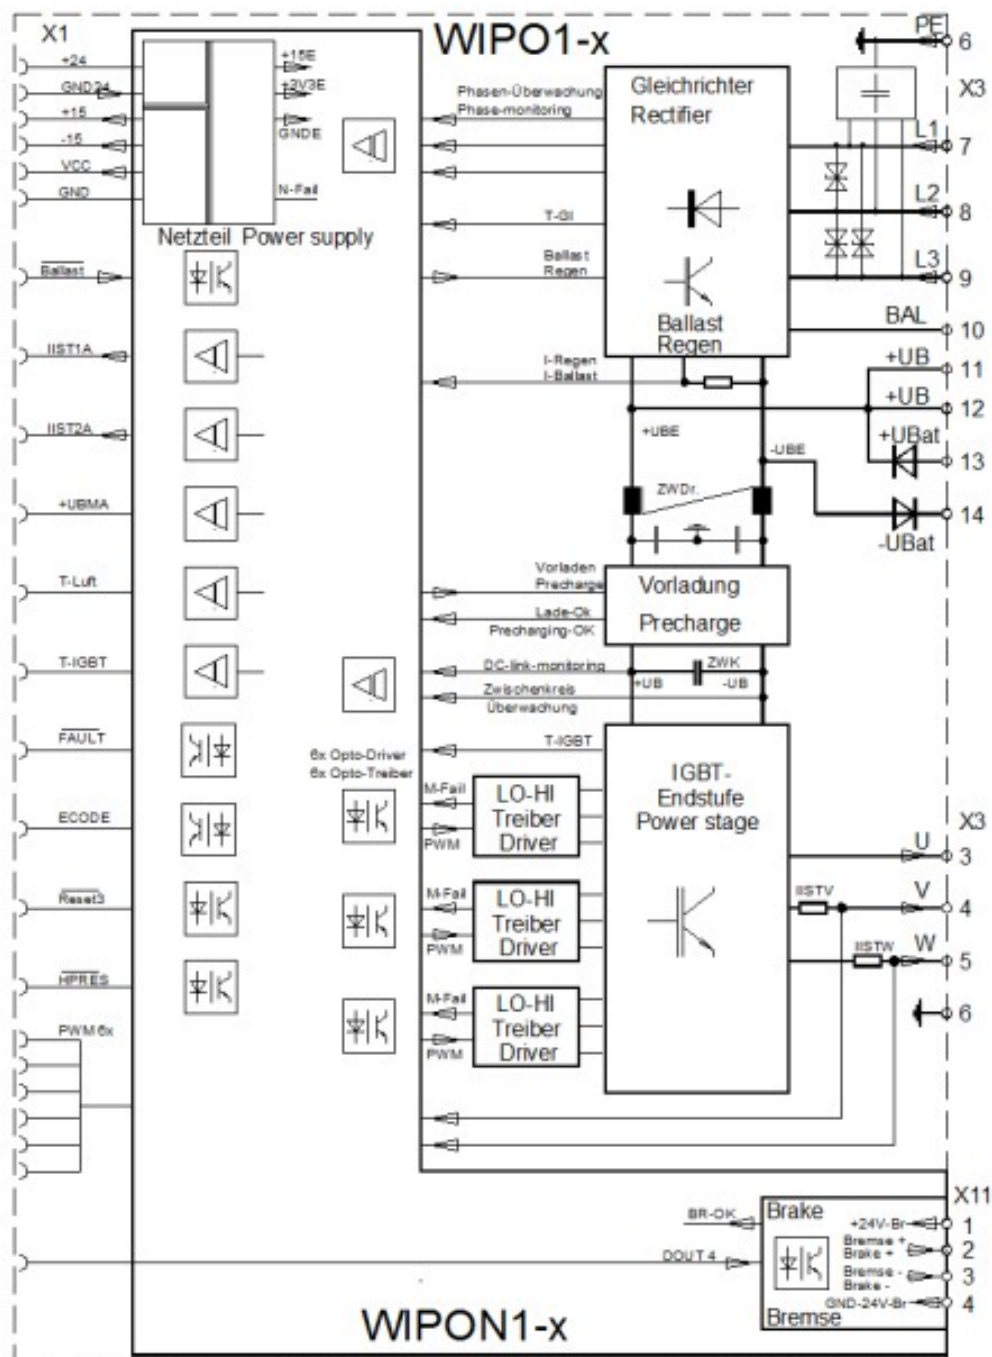 X1
WIPO1-x
PE
6
X3
+24
GND24
+15
-15
VCC
GND
+15E
+3V3E
GNDE
N-Fail
Netzteil Power supply
Phasen-Überwachung
Phase-monitoring
Gleichrichter
Rectifier
L1
7
L2
8
L3
9
T-Gl
Ballast
Ballast
Regen
Ballast
Regen
BAL
10
IIST1A
I-Regen
I-Ballast
+UB
11
+UB
12
IIST2A
+UBE
-UBE
+UBat
13
+UBMA
ZWDr.
14
-UBat
T-Luft
Vorladen
Precharge
Lade-Ok
Precharging-OK
Vorladung
Precharge
T-IGBT
DC-link-monitoring
+UB
ZWK
-UB
Zwischenkreis
Überwachung
FAULT
T-IGBT
6x Opto-Driver
6x Opto-Treiber
IGBT-
Endstufe
Power stage
M-Fail
PWM
LO-HI
Treiber
Driver
X3
U
3
ECODE
Reset3
M-Fail
PWM
LO-HI
Treiber
Driver
IISTV
V
4
IISTW
W
5
HPRES
M-Fail
PWM
LO-HI
Treiber
Driver
6
PWM 6x
X11
BR-OK
Brake
+24V-Br
1
Bremse +
Brake +
2
DOUT 4
Bremse -
Brake -
3
GND-24V-Br
4
Bremse
WIPON1-x